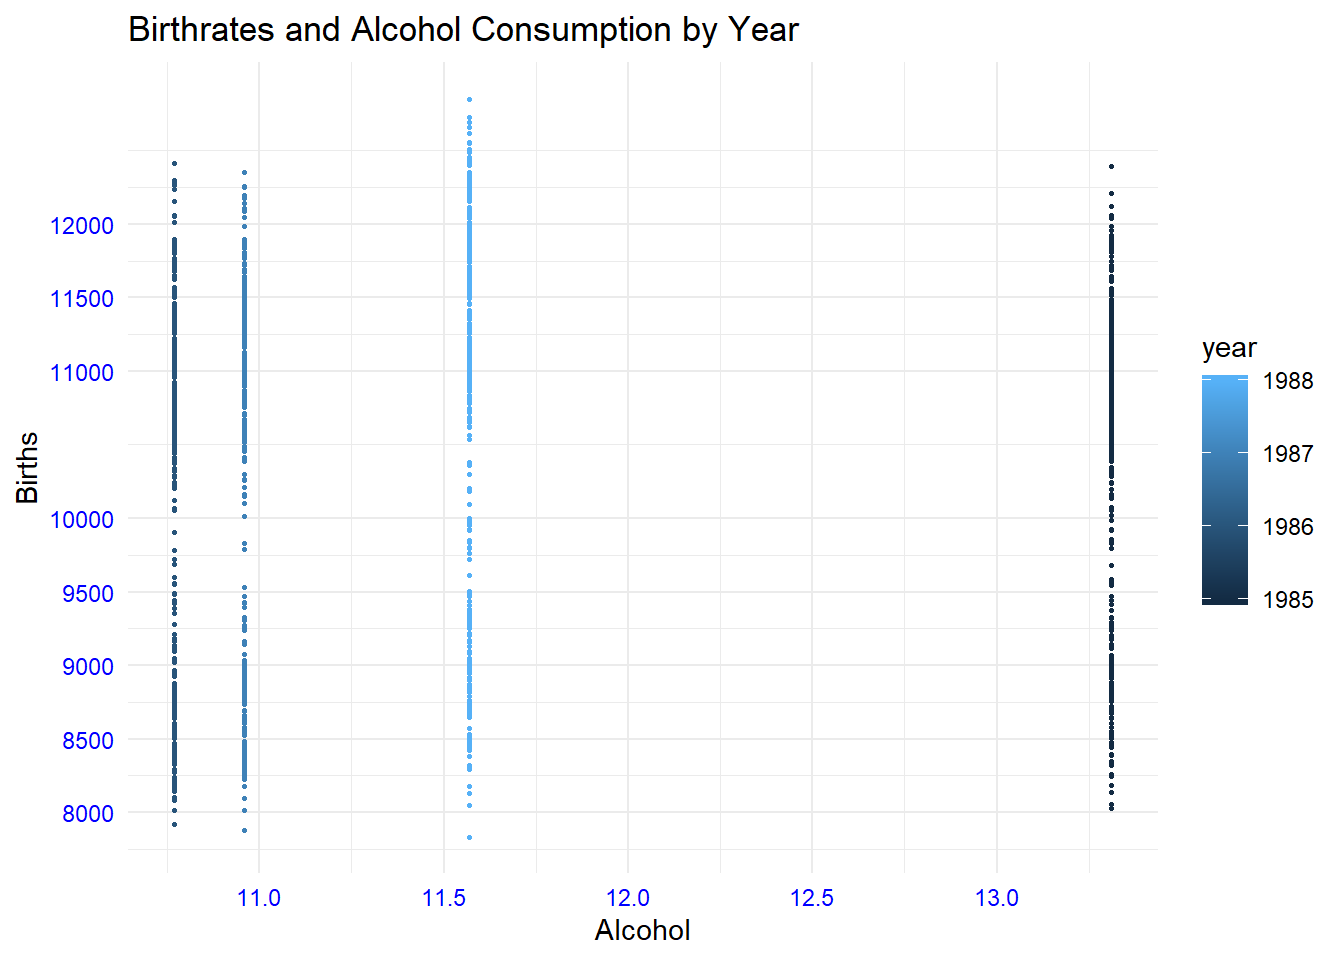 Birthrates and Alcohol Consumption by Year
12000
11500
11000
10000
9500
9000
8500
8000
Births
11.0 11.5 12.0 12.5 13.0
Alcohol
year
1988
1987
1986
1985